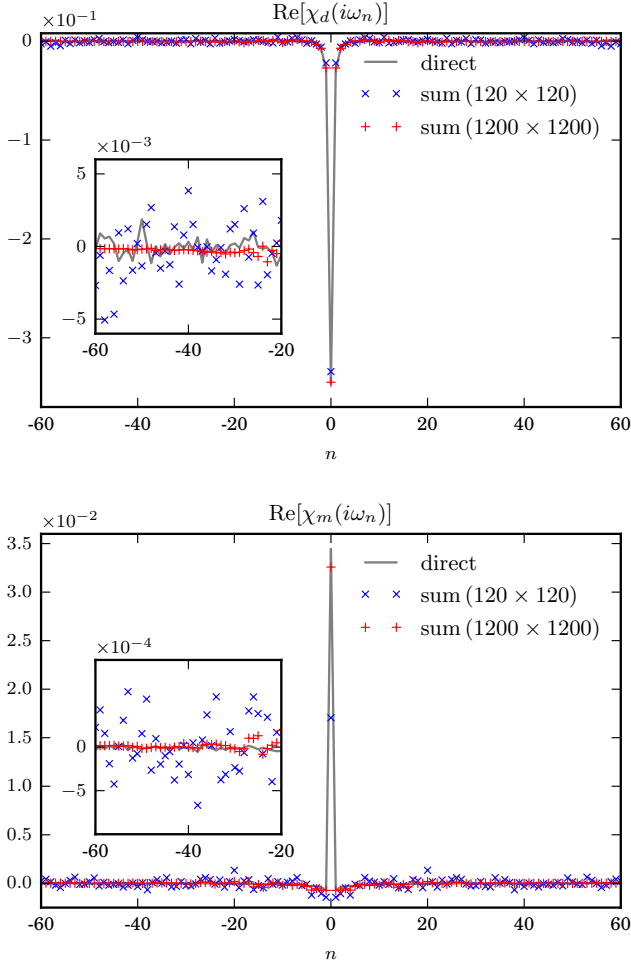 ×10⁻¹ Re[χ_d(iω_n)]
0
−1
−2
−3
direct
sum (120 × 120)
sum (1200 × 1200)
×10⁻³
5
0
−5
-60 -40 -20
-60 -40 -20 0 20 40 60
n
×10⁻² Re[χ_m(iω_n)]
3.5
3.0
2.5
2.0
1.5
1.0
0.5
0.0
direct
sum (120 × 120)
sum (1200 × 1200)
×10⁻⁴
0
−5
-60 -40 -20
-60 -40 -20 0 20 40 60
n